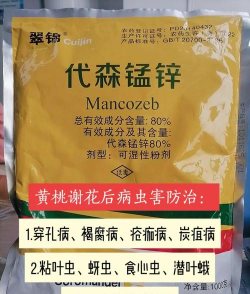 翠锦
Cuijin
代森锰锌
Mancozeb
总有效成分含量：80%
有效成分及其含量：
代森锰锌80%
剂型：可湿性粉剂
黄桃谢花后病虫害防治：
1.穿孔病、褐腐病、疮痂病、炭疽病
2.粘叶虫、蚜虫、食心虫、潜叶蛾